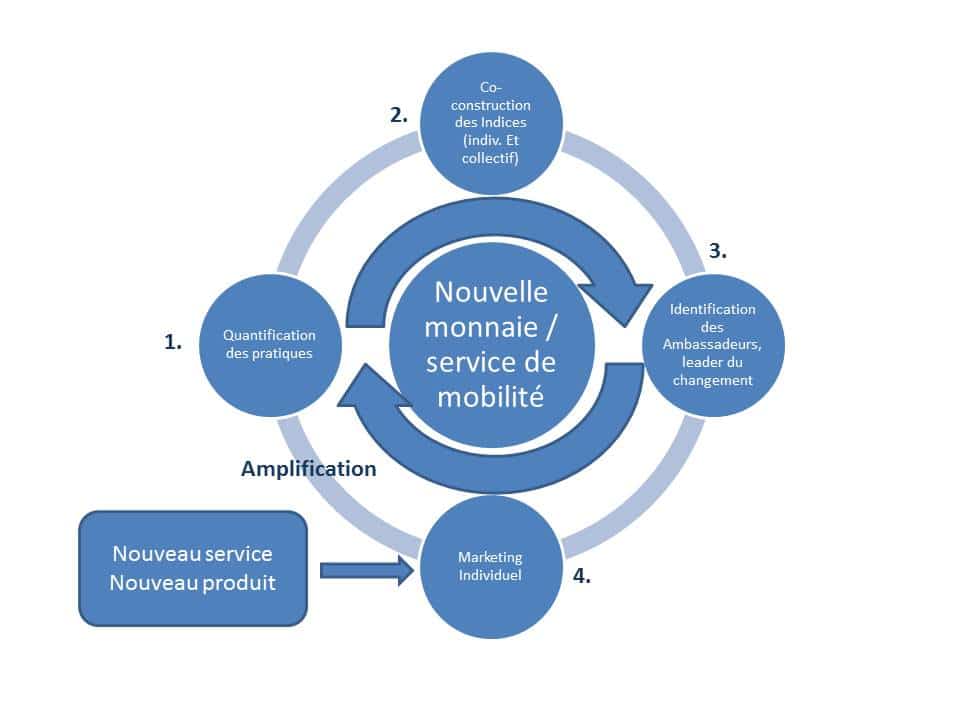 2.
Co-
construction
des Indices
(indiv. Et
collectif)
3.
Nouvelle
monnaie /
service de
mobilité
1.
Quantification
des pratiques
Identification
des
Ambassadeurs,
leader du
changement
Amplification
Nouveau service
Nouveau produit
Marketing
Individuel
4.